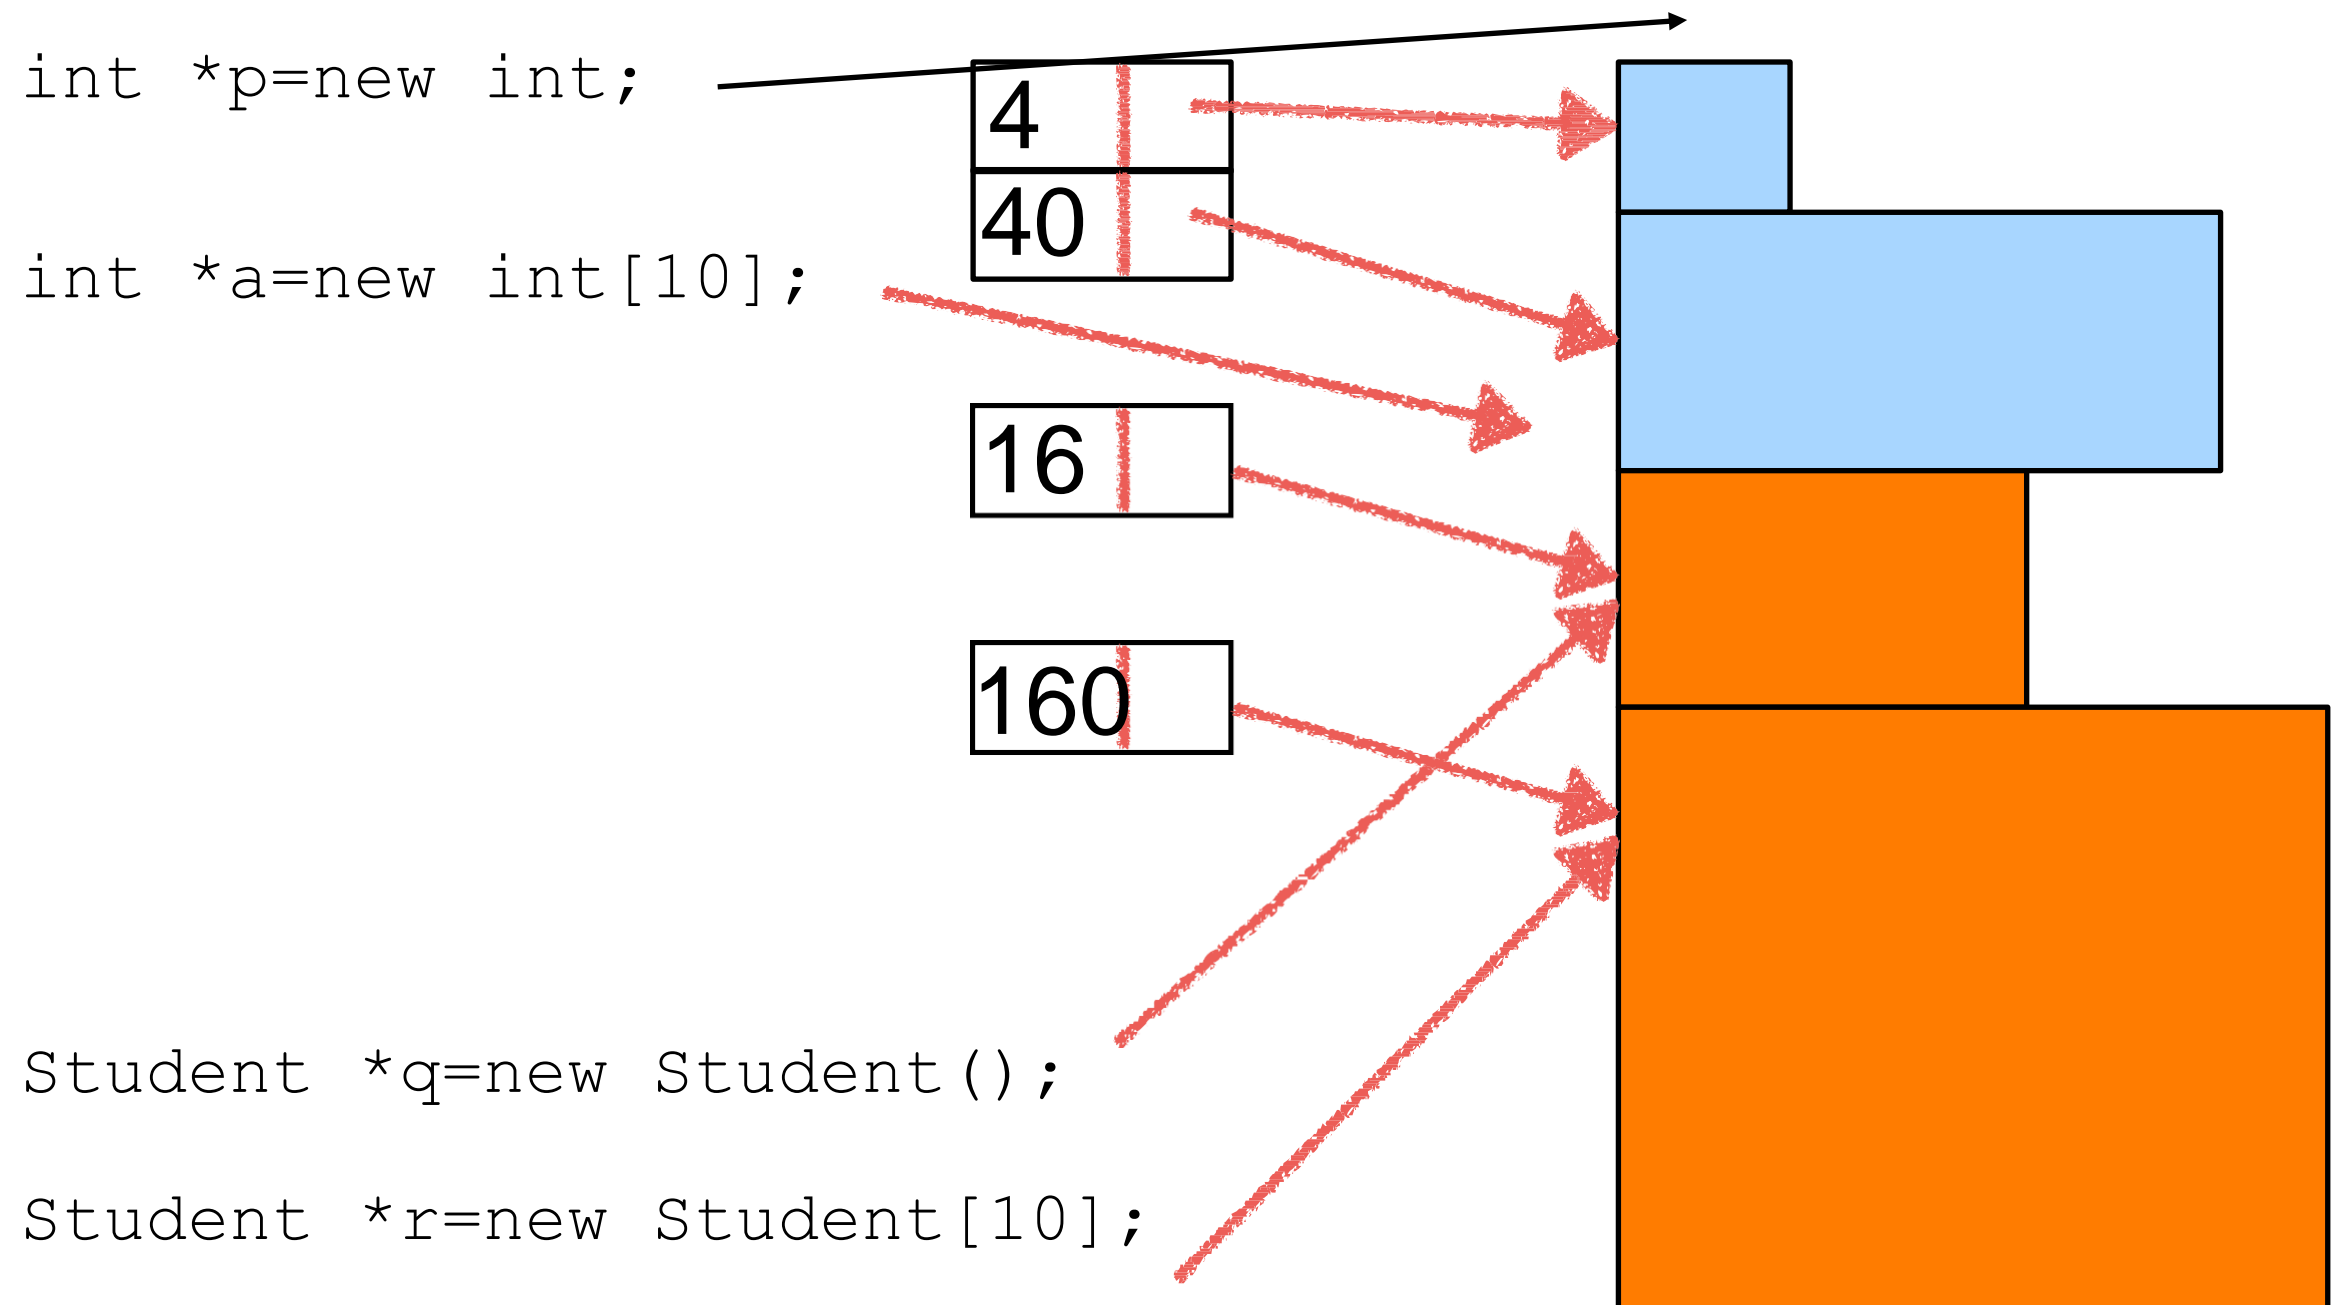 int *p=new int;
4
40
int *a=new int[10];
16
160
Student *q=new Student();
Student *r=new Student[10];